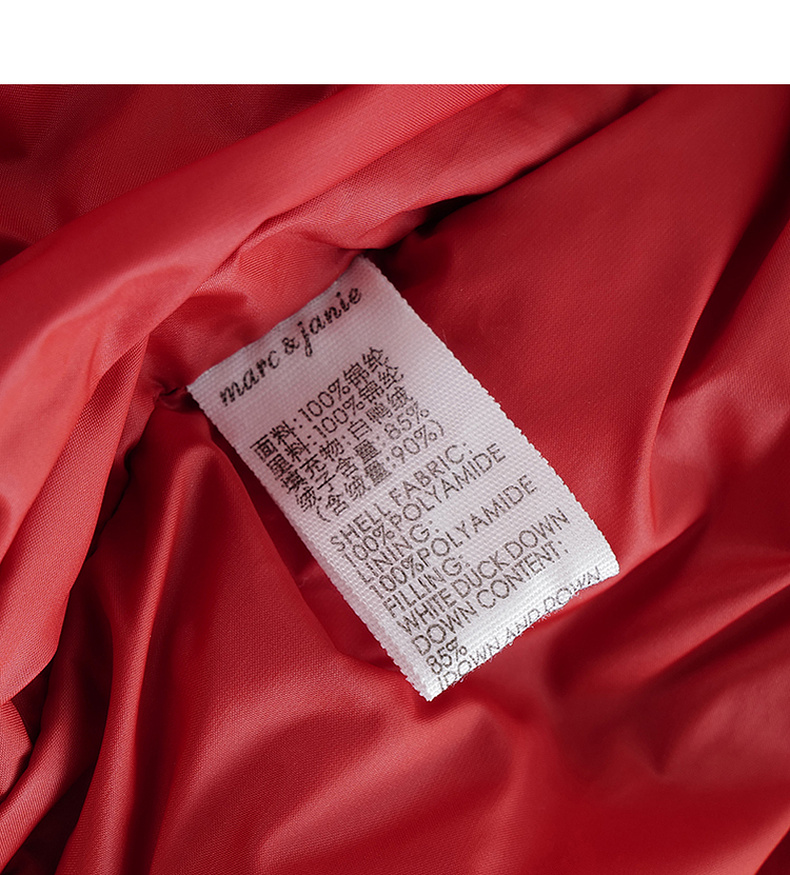 marc & janie
面料:100%锦纶
里料:100%锦纶
填充物:白鸭绒
绒子含量:85%
(含绒量:90%)
SHELL FABRIC:
100%POLYAMIDE
LINING:
100%POLYAMIDE
FILLING:
WHITE DUCK DOWN
DOWN CONTENT:
85%
(DOWN AND DOWN